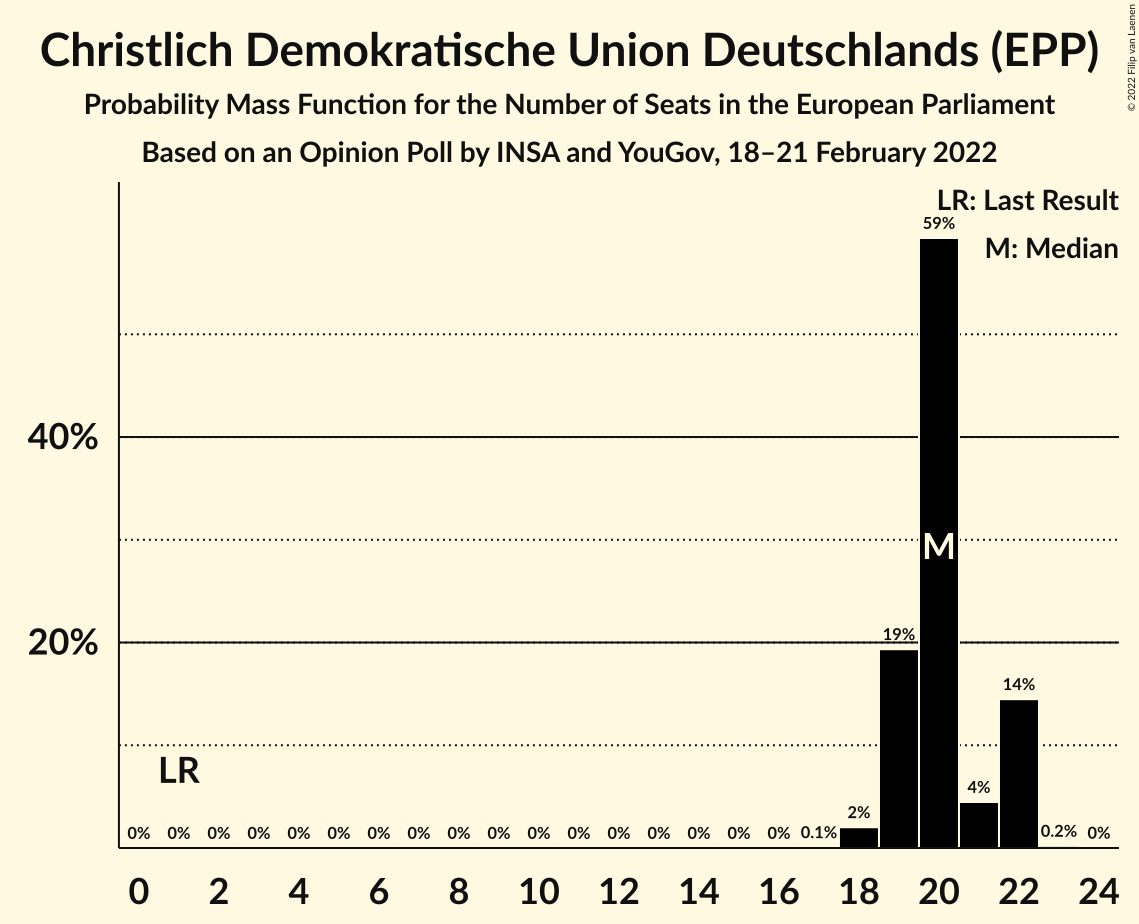 Christlich Demokratische Union Deutschlands (EPP)
Probability Mass Function for the Number of Seats in the European Parliament
Based on an Opinion Poll by INSA and YouGov, 18–21 February 2022
© 2022 Filip van Laenen
LR: Last Result
M: Median
59%
40%
M
20%
19%
14%
LR
4%
2%
0% 0% 0% 0% 0% 0% 0% 0% 0% 0% 0% 0% 0% 0% 0% 0% 0% 0.1% 0.2% 0%
0 2 4 6 8 10 12 14 16 18 20 22 24